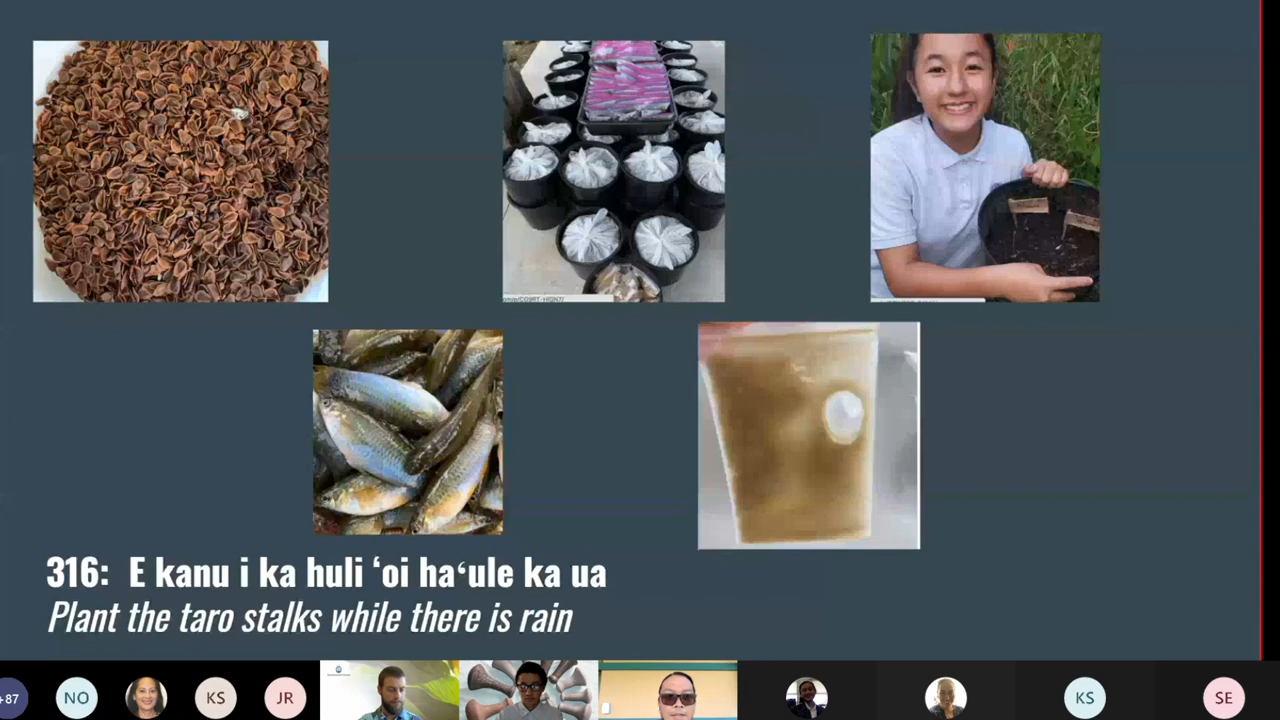 316: E kanu i ka huli ʻoi haʻule ka ua
Plant the taro stalks while there is rain
+87
NO
KS
JR
KS
SE